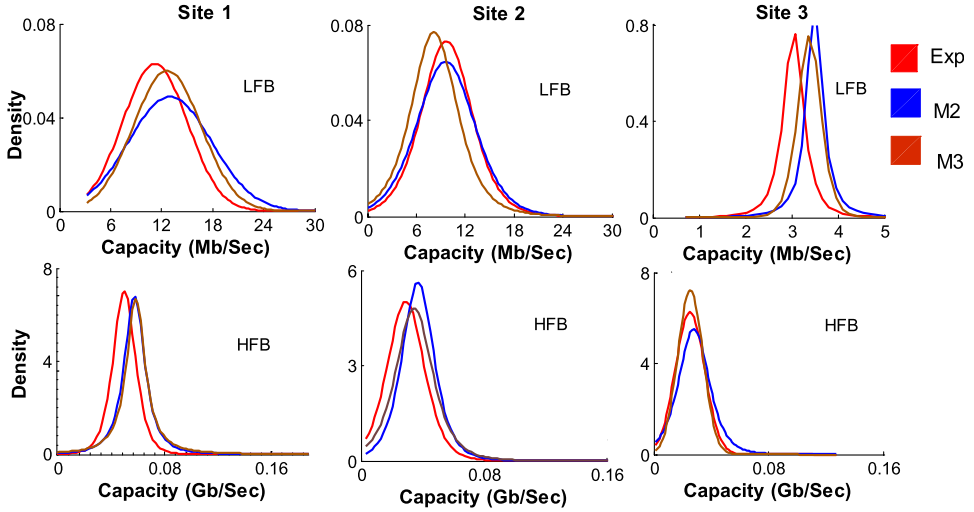 Site 1 Site 2 Site 3
0.08 0.08 0.8
LFB LFB LFB
Exp
M2
M3
Density
0.04 0.04 0.4
0 0 0
0 6 12 18 24 30 0 6 12 18 24 30 0 1 2 3 4 5
Capacity (Mb/Sec) Capacity (Mb/Sec) Capacity (Mb/Sec)
8 6 8
HFB HFB HFB
Density
4 3 4
0 0 0
0 0.08 0.16 0 0.08 0.16 0 0.08 0.16
Capacity (Gb/Sec) Capacity (Gb/Sec) Capacity (Gb/Sec)